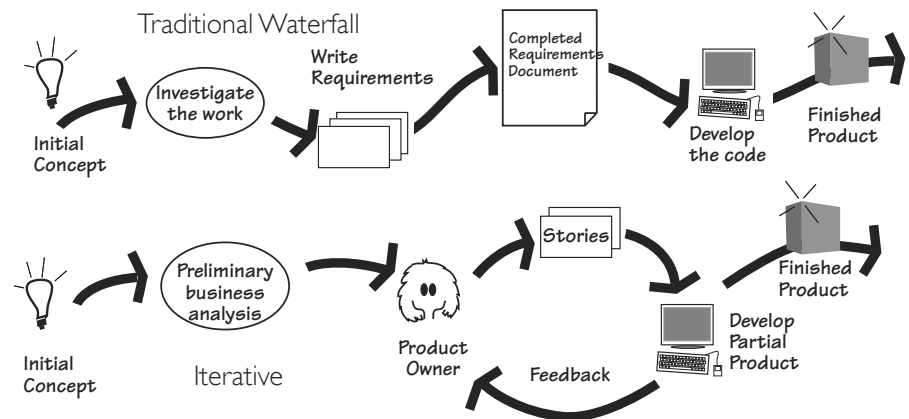 Traditional Waterfall
Initial
Concept
Investigate
the work
Write
Requirements
Completed
Requirements
Document
Develop
the code
Finished
Product
Initial
Concept
Preliminary
business
analysis
Iterative
Product
Owner
Stories
Develop
Partial
Product
Feedback
Finished
Product